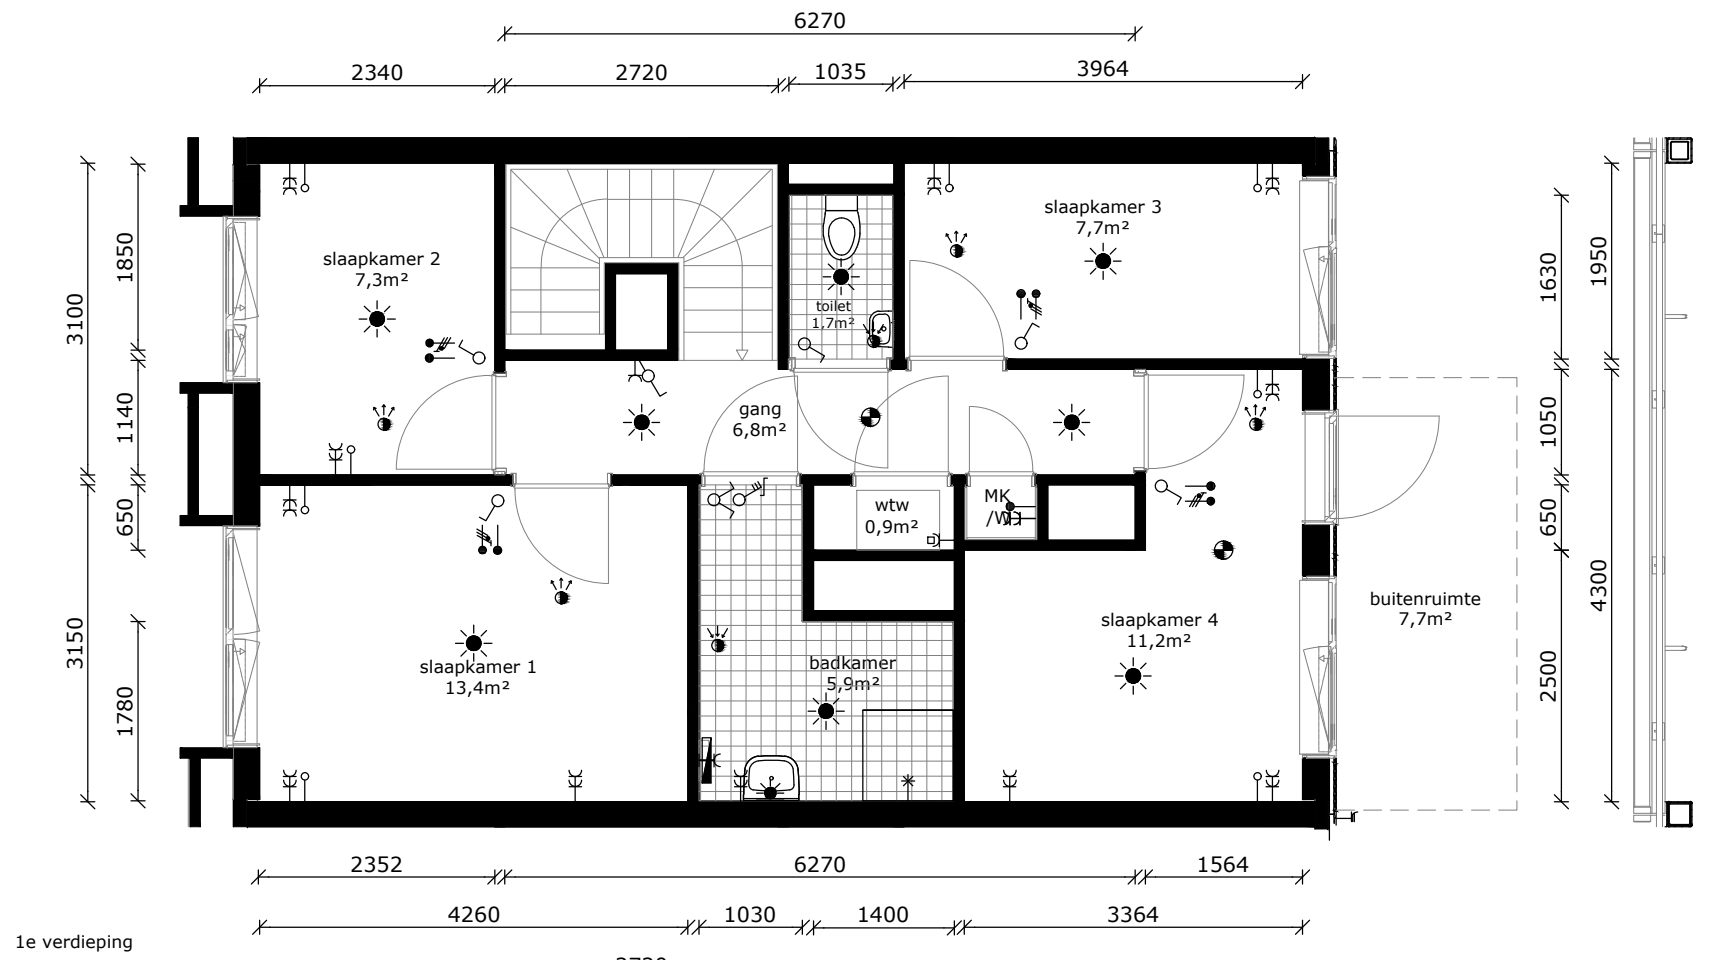 6270
2340
2720
1035
3964
slaapkamer 3
7,7m²
slaapkamer 2
7,3m²
toilet
1,7m²
gang
6,8m²
wtw
0,9m²
MK
slaapkamer 1
13,4m²
badkamer
5,9m²
slaapkamer 4
11,2m²
buitenruimte
7,7m²
3100
1850
1140
650
3150
1780
1630
1950
1050
650
4300
2500
2352
6270
1564
4260
1030
1400
3364
1e verdieping